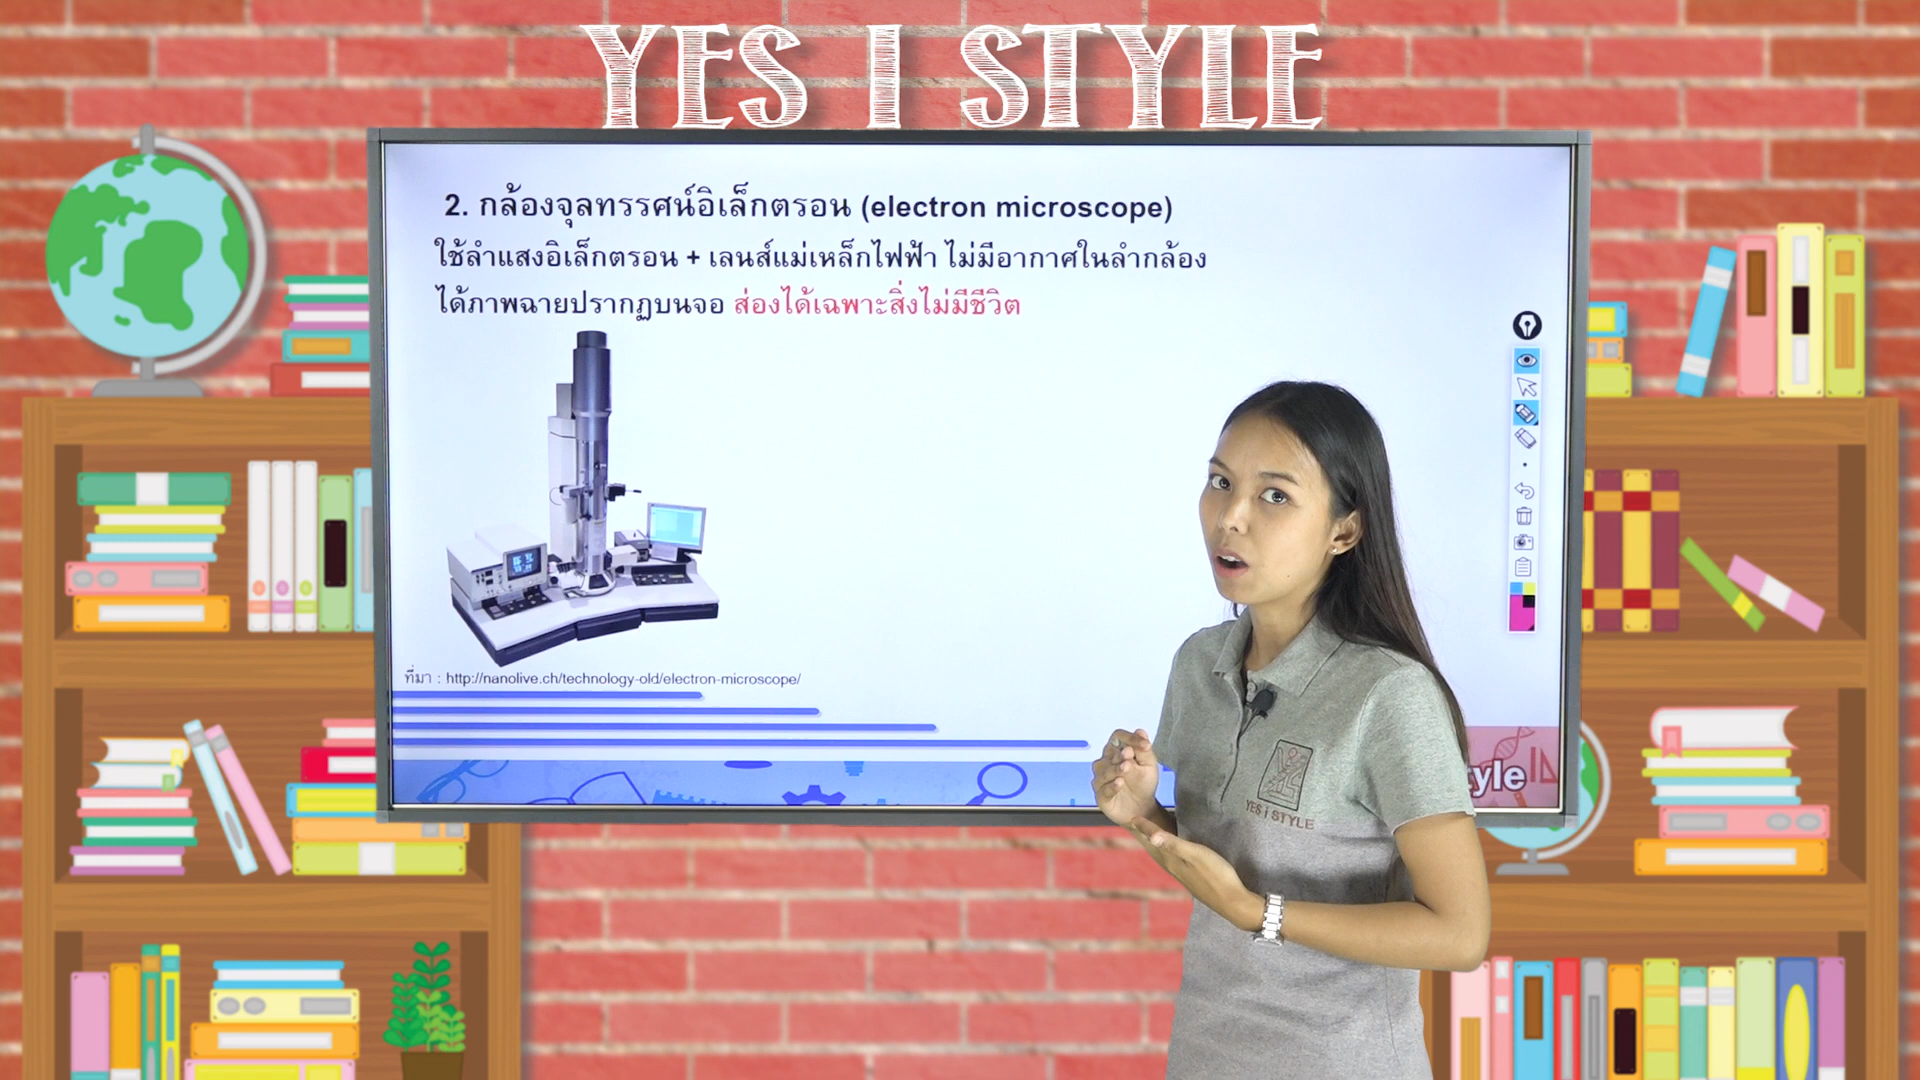 YES I STYLE
2. กล้องจุลทรรศน์อิเล็กตรอน (electron microscope)
ใช้ลำแสงอิเล็กตรอน + เลนส์แม่เหล็กไฟฟ้า ไม่มีอากาศในลำกล้อง
ได้ภาพฉายปรากฏบนจอ ส่องได้เฉพาะสิ่งไม่มีชีวิต
ที่มา : http://nanolive.ch/technology-old/electron-microscope/
tyle
YES i STYLE